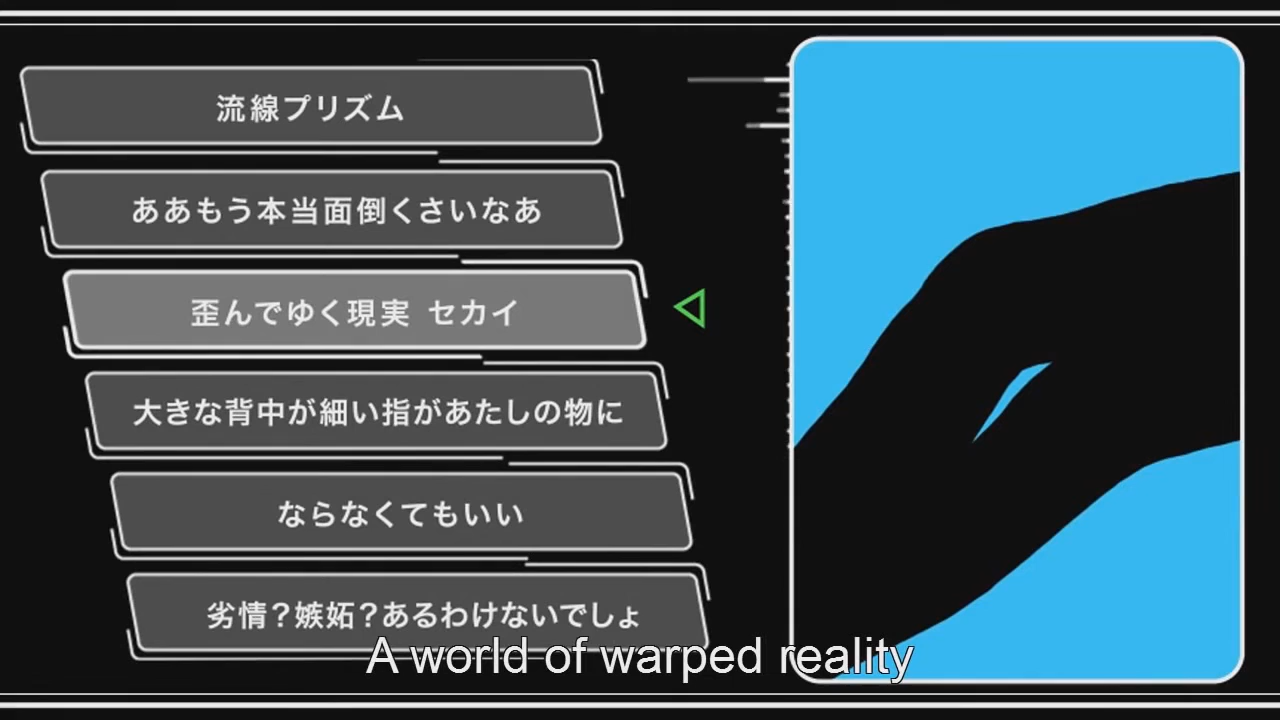 流線プリズム
ああもう本当面倒くさいなあ
歪んでゆく現実 セカイ
大きな背中が細い指があたしの物に
ならなくてもいい
劣情？嫉妬？あるわけないでしょ
A world of warped reality